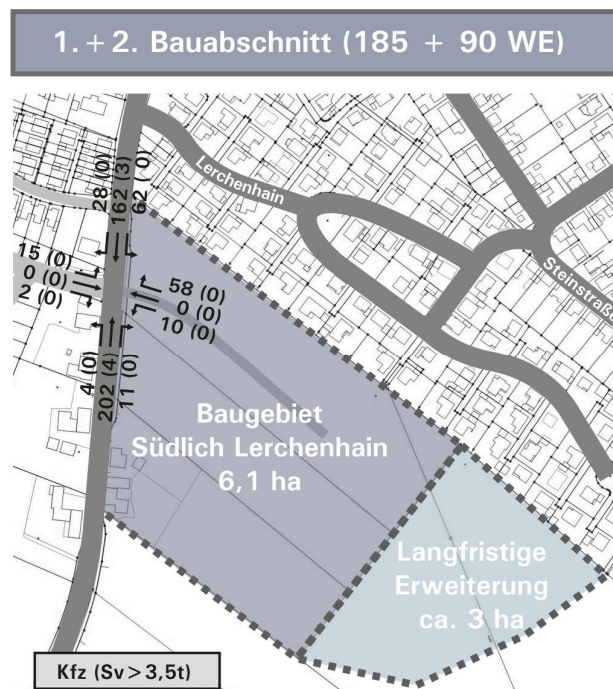 1. + 2. Bauabschnitt (185 + 90 WE)
Lerchenhain
Steinstraße
28 (0)
162 (3)
62 (0)
15 (0)
0 (0)
2 (0)
58 (0)
0 (0)
10 (0)
4 (0)
202 (4)
11 (0)
Baugebiet
Südlich Lerchenhain
6,1 ha
Langfristige
Erweiterung
ca. 3 ha
Kfz (Sv > 3,5t)